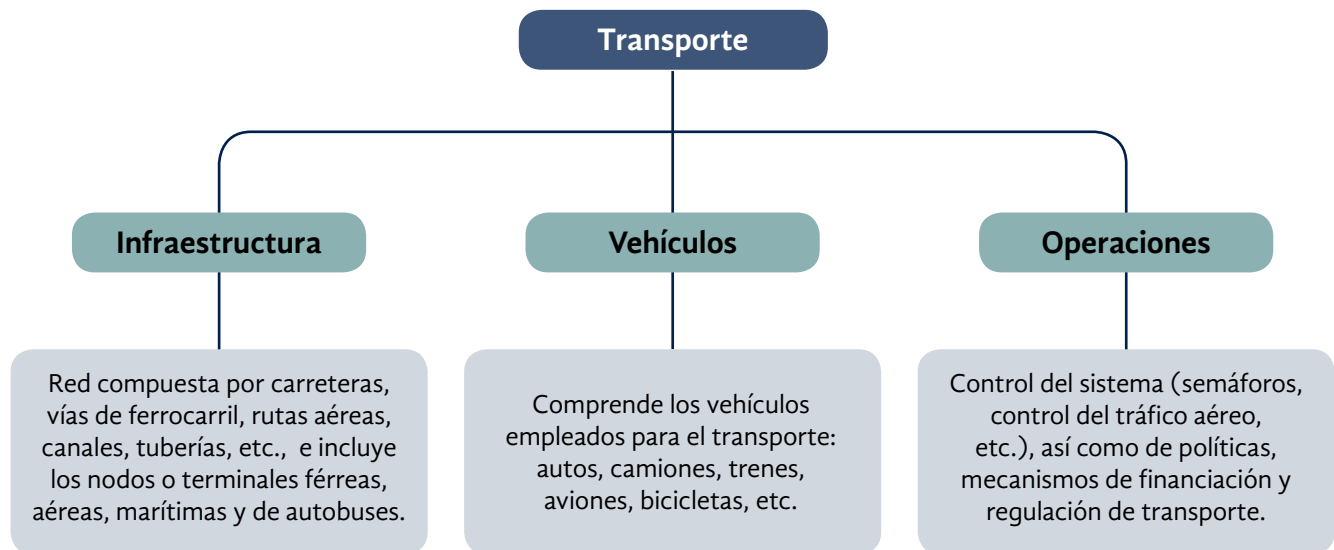 Transporte
Infraestructura
Vehículos
Operaciones
Red compuesta por carreteras,
vías de ferrocarril, rutas aéreas,
canales, tuberías, etc., e incluye
los nodos o terminales férreas,
aéreas, marítimas y de autobuses.
Comprende los vehículos
empleados para el transporte:
autos, camiones, trenes,
aviones, bicicletas, etc.
Control del sistema (semáforos,
control del tráfico aéreo,
etc.), así como de políticas,
mecanismos de financiación y
regulación de transporte.